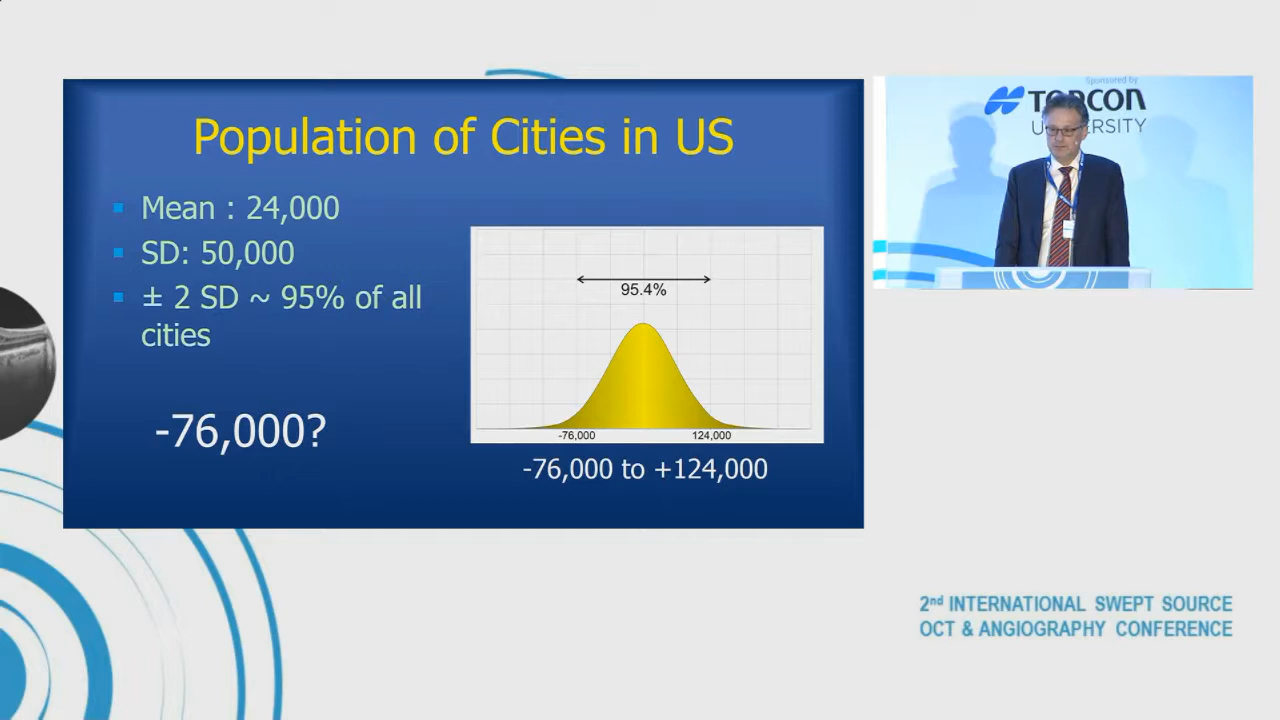 Population of Cities in US
Mean : 24,000
SD: 50,000
± 2 SD ~ 95% of all
cities
-76,000?
95.4%
-76,000 124,000
-76,000 to +124,000
Sponsored by
TOPCON
UNIVERSITY
2nd INTERNATIONAL SWEPT SOURCE
OCT & ANGIOGRAPHY CONFERENCE